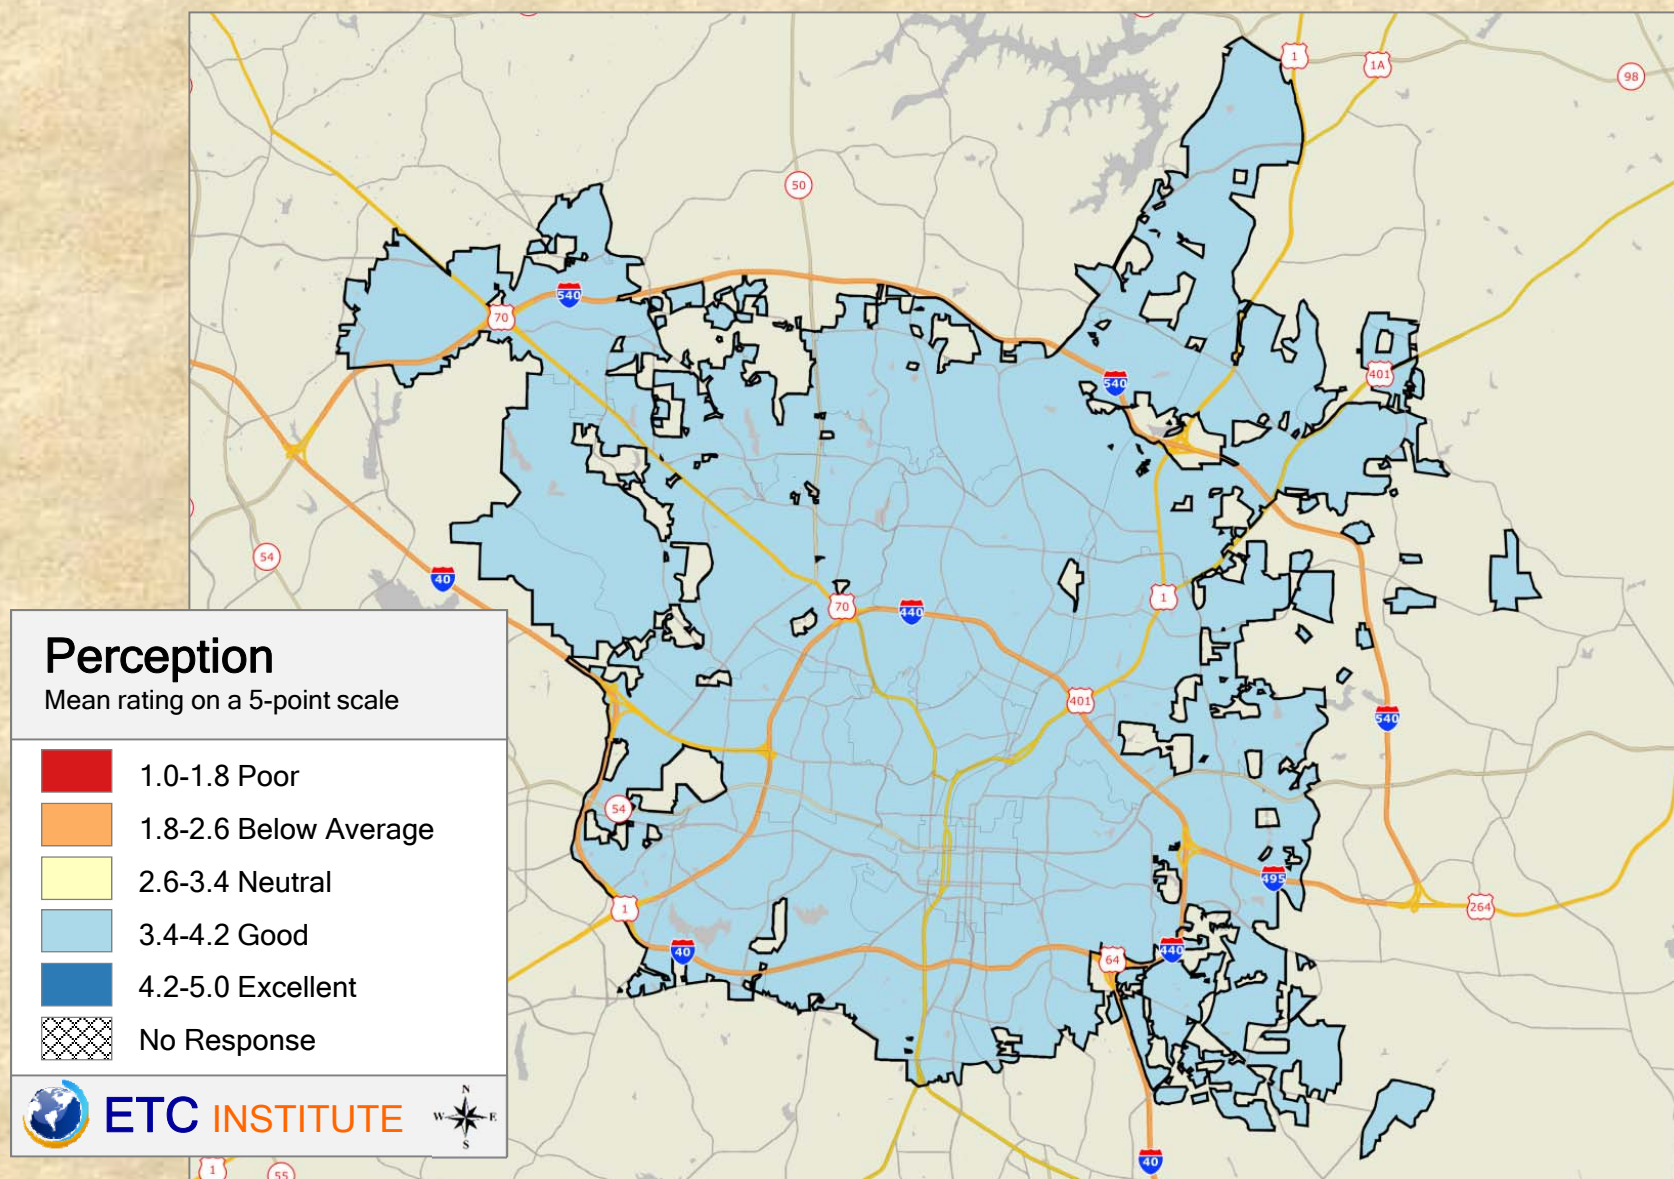 1
1A
98
50
540
70
401
540
54
40
70
440
1
401
540
54
495
264
1
40
64
440
40
1
55
Perception
Mean rating on a 5-point scale
1.0-1.8 Poor
1.8-2.6 Below Average
2.6-3.4 Neutral
3.4-4.2 Good
4.2-5.0 Excellent
No Response
ETC INSTITUTE
N
W E
S